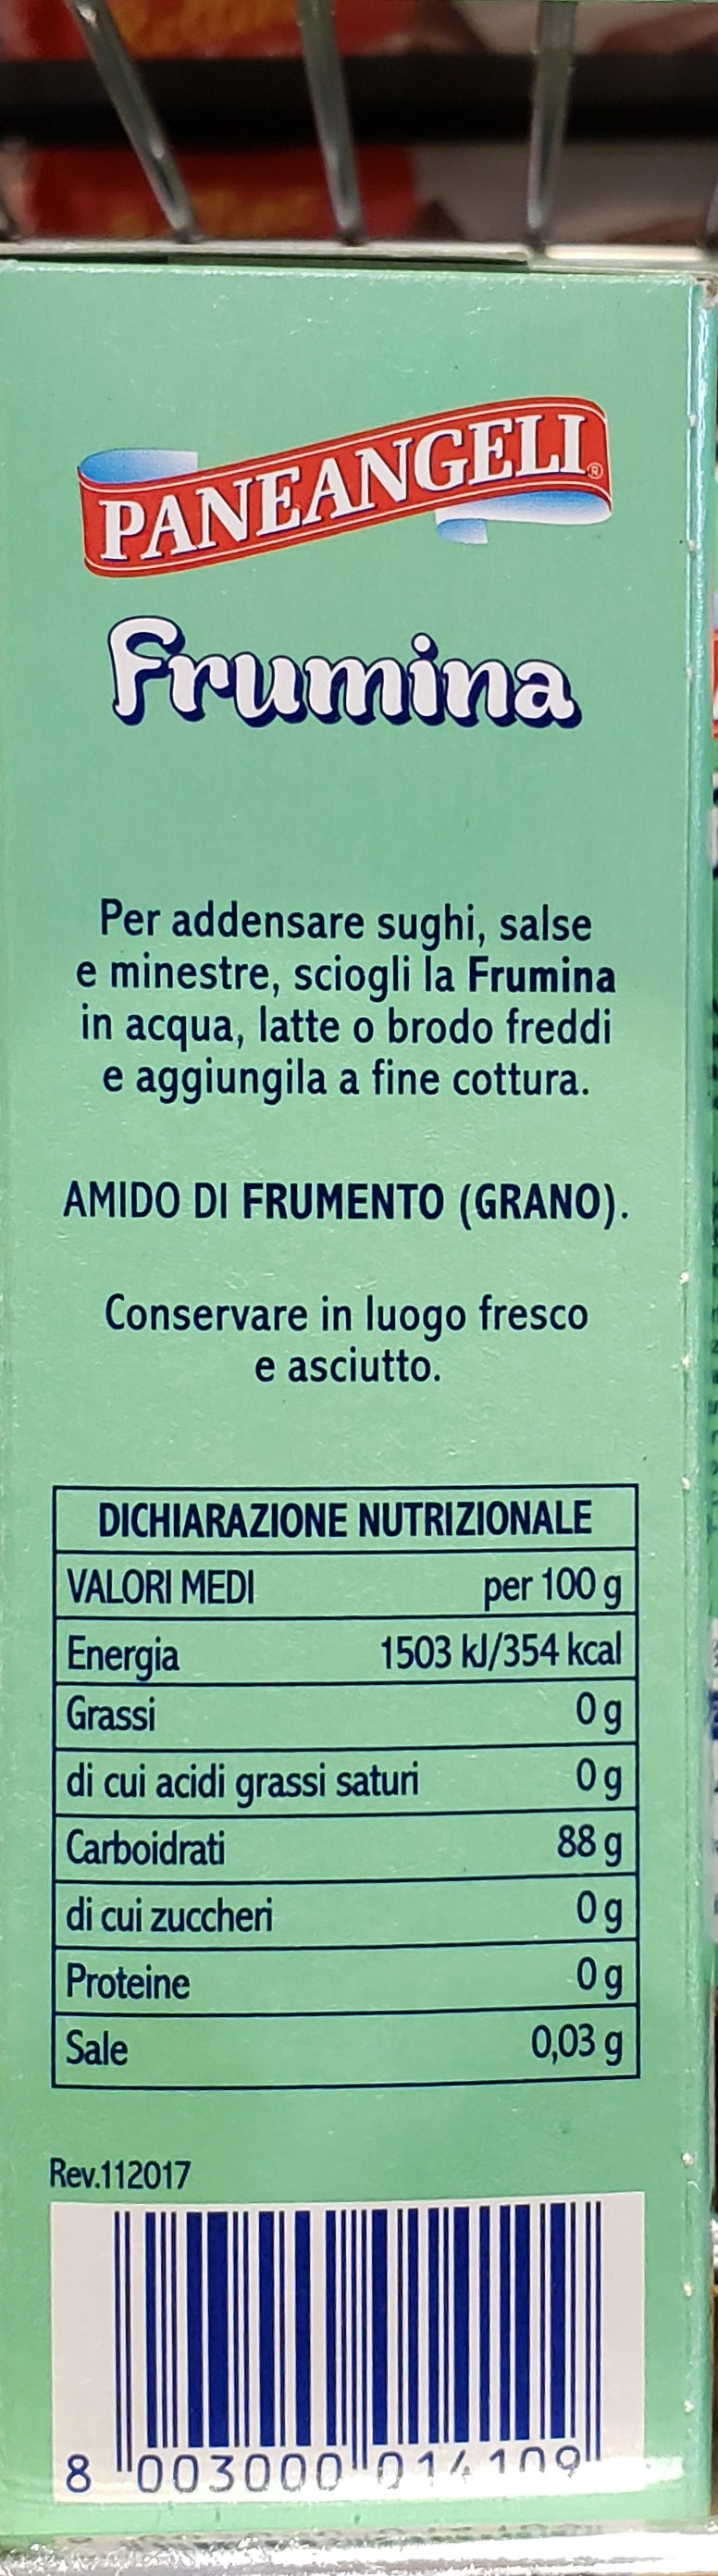 PANEANGELI®
Frumina
Per addensare sughi, salse
e minestre, sciogli la Frumina
in acqua, latte o brodo freddi
e aggiungila a fine cottura.
AMIDO DI FRUMENTO (GRANO).
Conservare in luogo fresco
e asciutto.
DICHIARAZIONE NUTRIZIONALE
VALORI MEDI per 100 g
Energia 1503 kJ/354 kcal
Grassi 0 g
di cui acidi grassi saturi 0 g
Carboidrati 88 g
di cui zuccheri 0 g
Proteine 0 g
Sale 0,03 g
Rev.112017
8 003000 014109